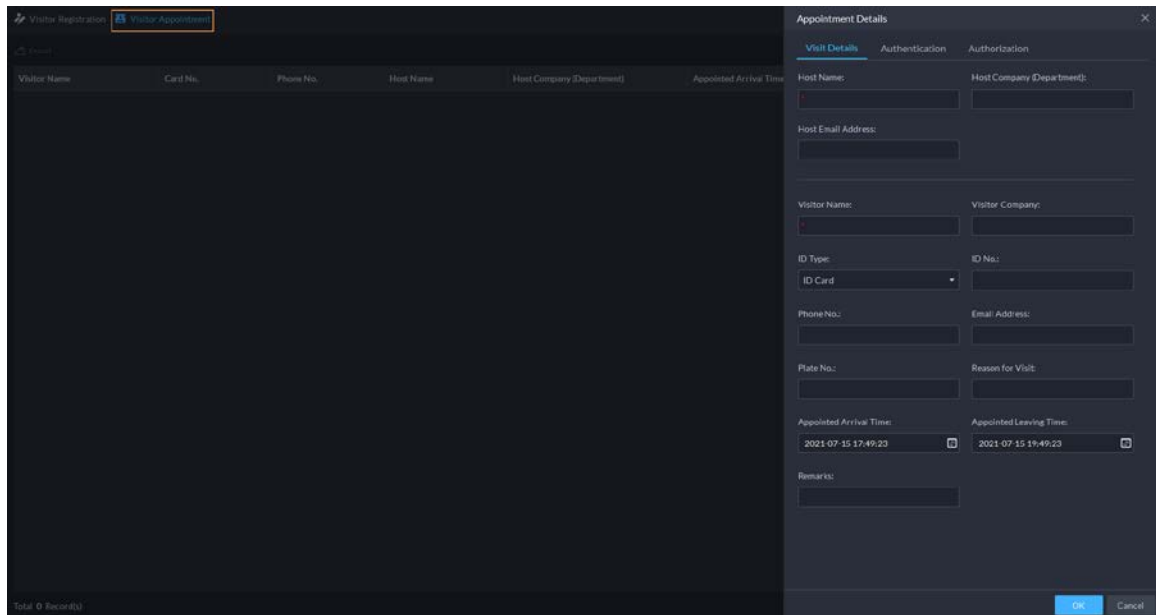 Visitor Registration Visitor Appointment
Visitor Name Card No. Phone No. Host Name Host Company (Department) Appointed Arrival Time
Total 0 Record(s)
Appointment Details
Visit Details Authentication Authorization
Host Name: Host Company (Department):
*
Host Email Address:
Visitor Name: Visitor Company:
*
ID Type: ID No.:
ID Card
Phone No.: Email Address:
Plate No.: Reason for Visit:
Appointed Arrival Time: Appointed Leaving Time:
2021-07-15 17:49:23 2021-07-15 19:49:23
Remarks:
OK Cancel